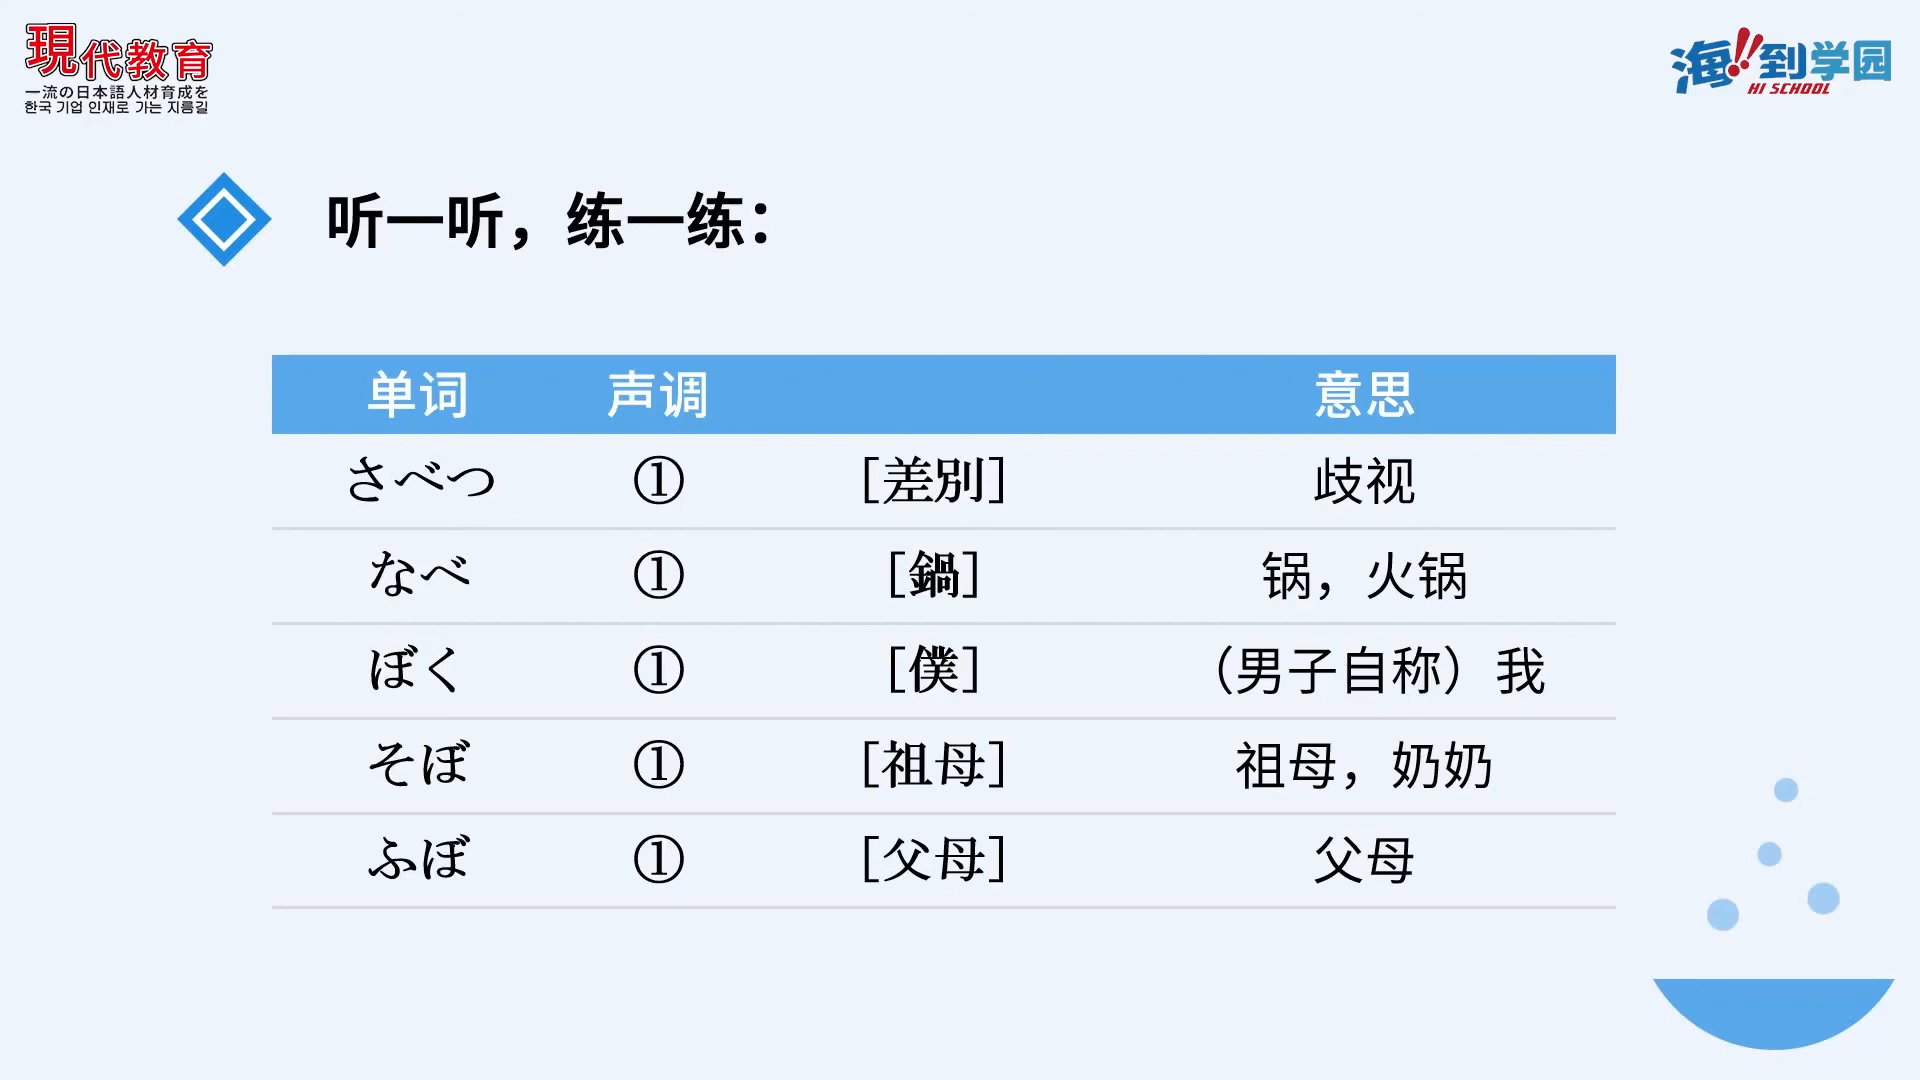 現代教育
一流の日本語人材育成を
한국 기업 인재로 가는 지름길
海!!到学园
HI SCHOOL
听一听，练一练：
单词 声调 意思
さべつ ① ［差別］ 歧视
なべ ① ［鍋］ 锅，火锅
ぼく ① ［僕］ （男子自称）我
そぼ ① ［祖母］ 祖母，奶奶
ふぼ ① ［父母］ 父母